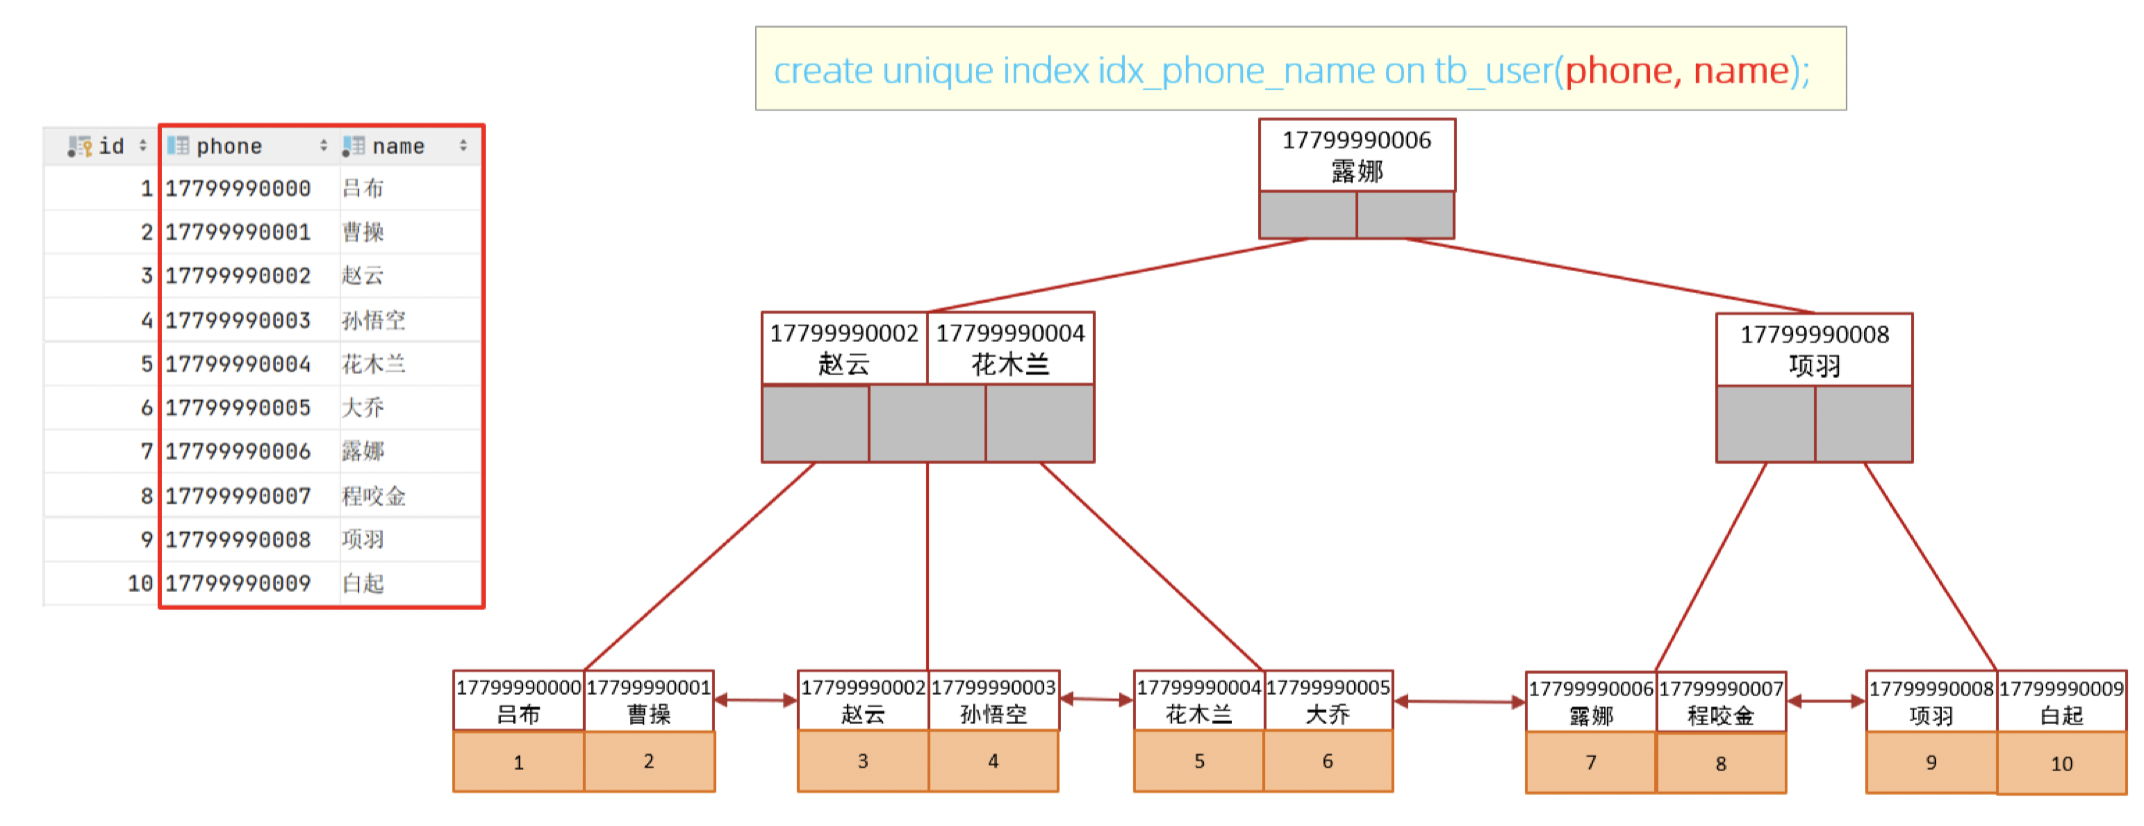 create unique index idx_phone_name on tb_user(phone, name);
id phone name
1 17799990000 吕布
2 17799990001 曹操
3 17799990002 赵云
4 17799990003 孙悟空
5 17799990004 花木兰
6 17799990005 大乔
7 17799990006 露娜
8 17799990007 程咬金
9 17799990008 项羽
10 17799990009 白起
17799990006
露娜
17799990002 17799990004
赵云 花木兰
17799990008
项羽
17799990000 17799990001
吕布 曹操
1 2
17799990002 17799990003
赵云 孙悟空
3 4
17799990004 17799990005
花木兰 大乔
5 6
17799990006 17799990007
露娜 程咬金
7 8
17799990008 17799990009
项羽 白起
9 10